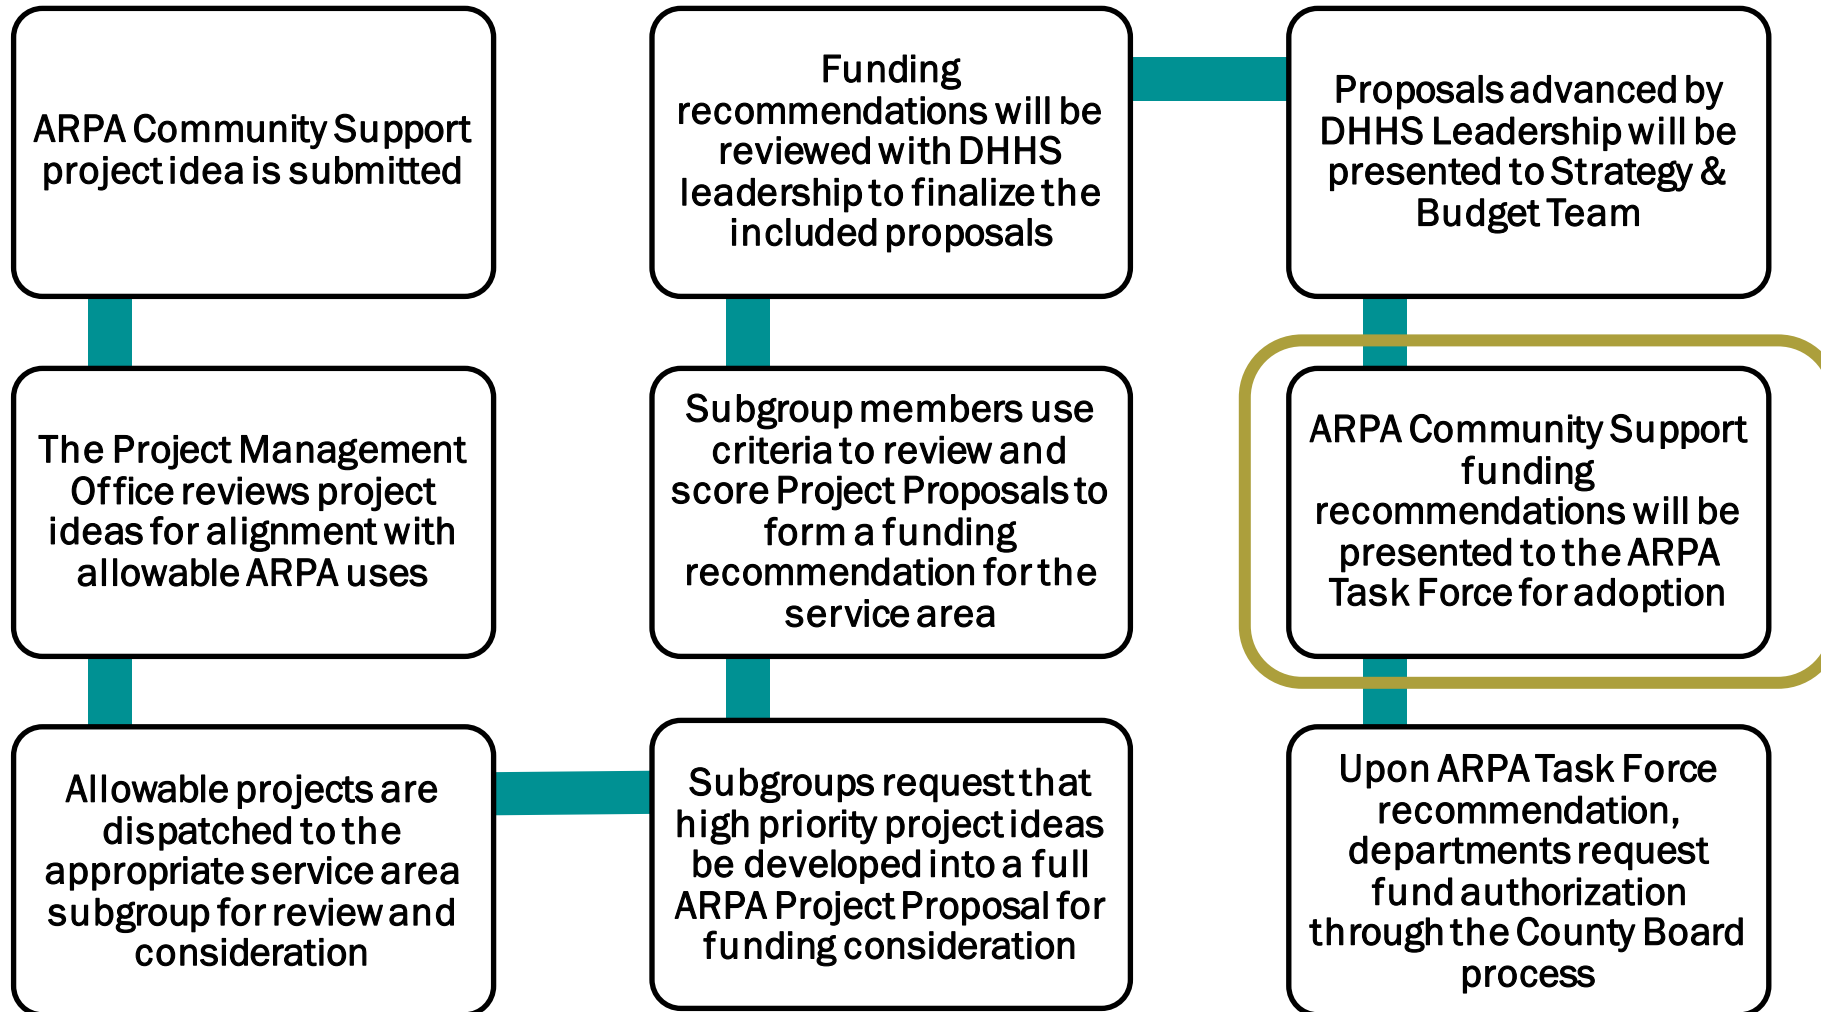 ARPA Community Support
project idea is submitted
The Project Management
Office reviews project
ideas for alignment with
allowable ARPA uses
Allowable projects are
dispatched to the
appropriate service area
subgroup for review and
consideration
Subgroups request that
high priority project ideas
be developed into a full
ARPA Project Proposal for
funding consideration
Subgroup members use
criteria to review and
score Project Proposals to
form a funding
recommendation for the
service area
Funding
recommendations will be
reviewed with DHHS
leadership to finalize the
included proposals
Proposals advanced by
DHHS Leadership will be
presented to Strategy &
Budget Team
ARPA Community Support
funding
recommendations will be
presented to the ARPA
Task Force for adoption
Upon ARPA Task Force
recommendation,
departments request
fund authorization
through the County Board
process